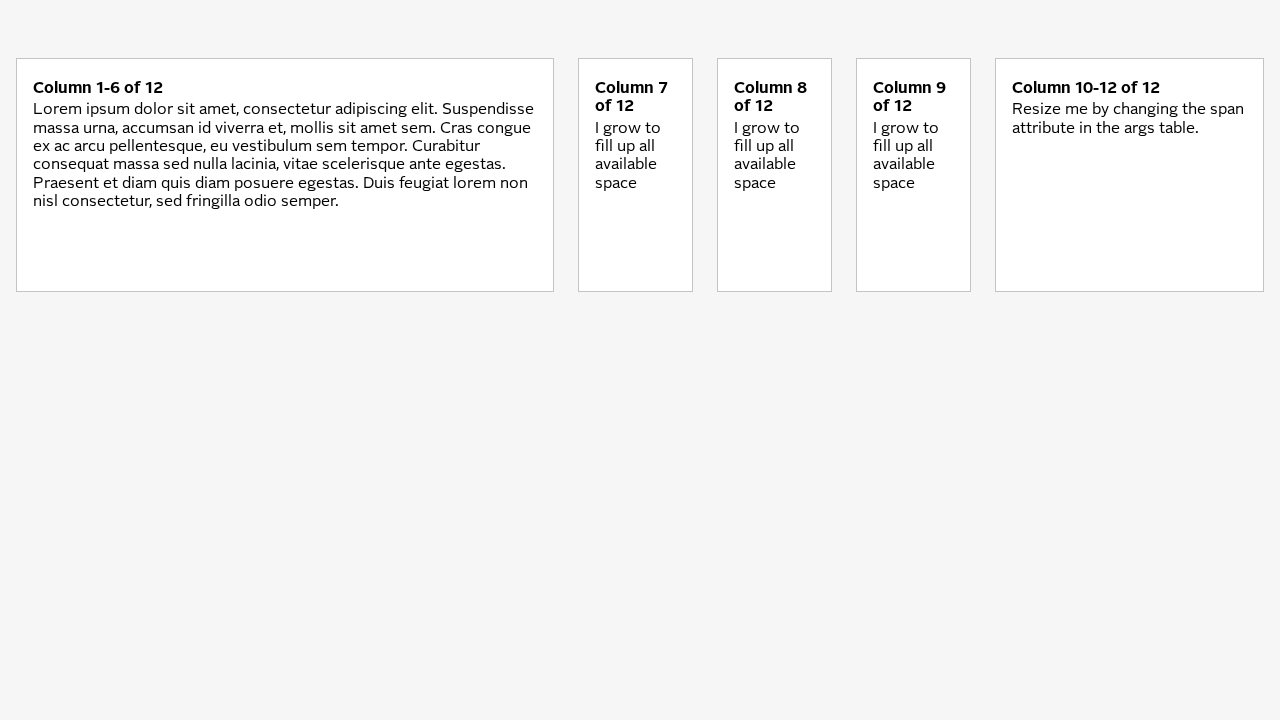 Column 1-6 of 12
Lorem ipsum dolor sit amet, consectetur adipiscing elit. Suspendisse
massa urna, accumsan id viverra et, mollis sit amet sem. Cras congue
ex ac arcu pellentesque, eu vestibulum sem tempor. Curabitur
consequat massa sed nulla lacinia, vitae scelerisque ante egestas.
Praesent et diam quis diam posuere egestas. Duis feugiat lorem non
nisl consectetur, sed fringilla odio semper.
Column 7
of 12
I grow to
fill up all
available
space
Column 8
of 12
I grow to
fill up all
available
space
Column 9
of 12
I grow to
fill up all
available
space
Column 10-12 of 12
Resize me by changing the span
attribute in the args table.